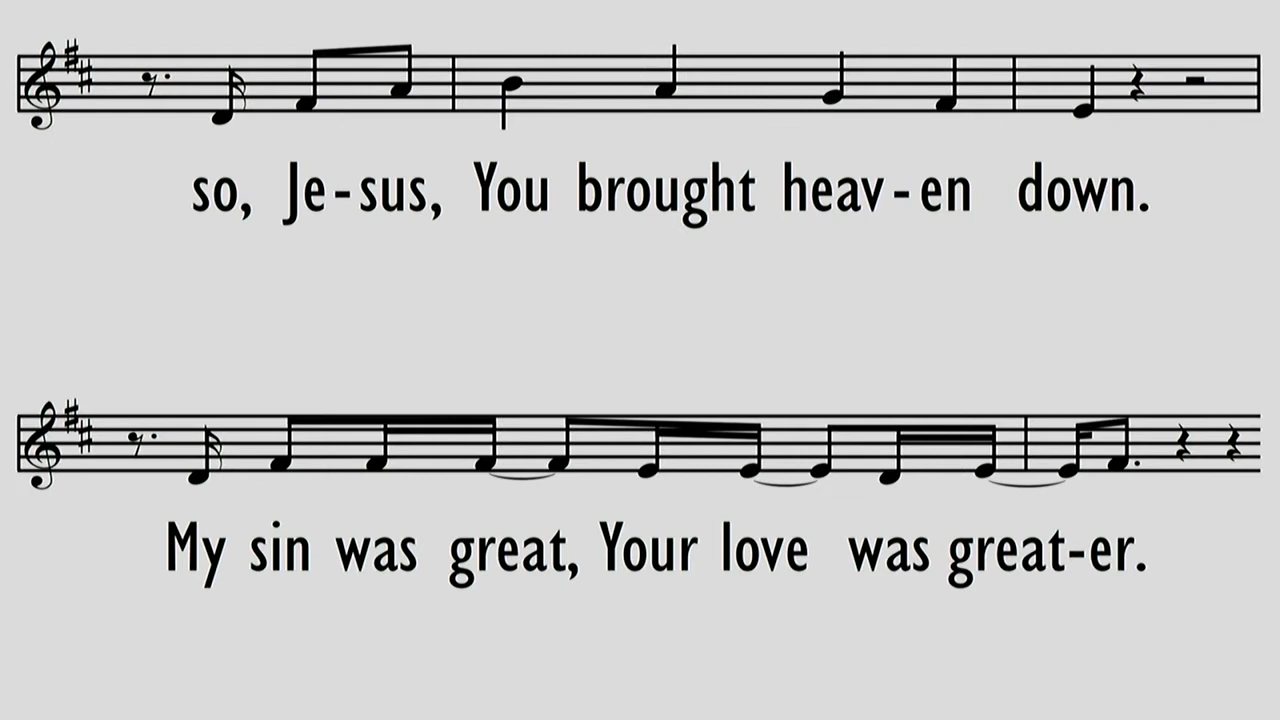 so, Je-sus, You brought heav-en down.
My sin was great, Your love was great-er.